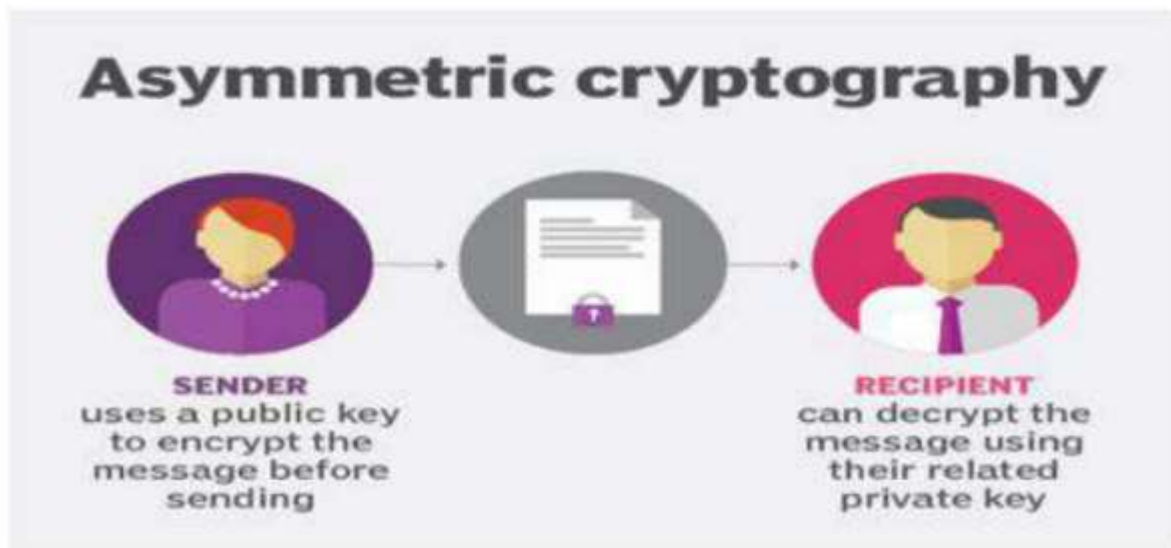 Asymmetric cryptography
SENDER
uses a public key
to encrypt the
message before
sending
RECIPIENT
can decrypt the
message using
their related
private key